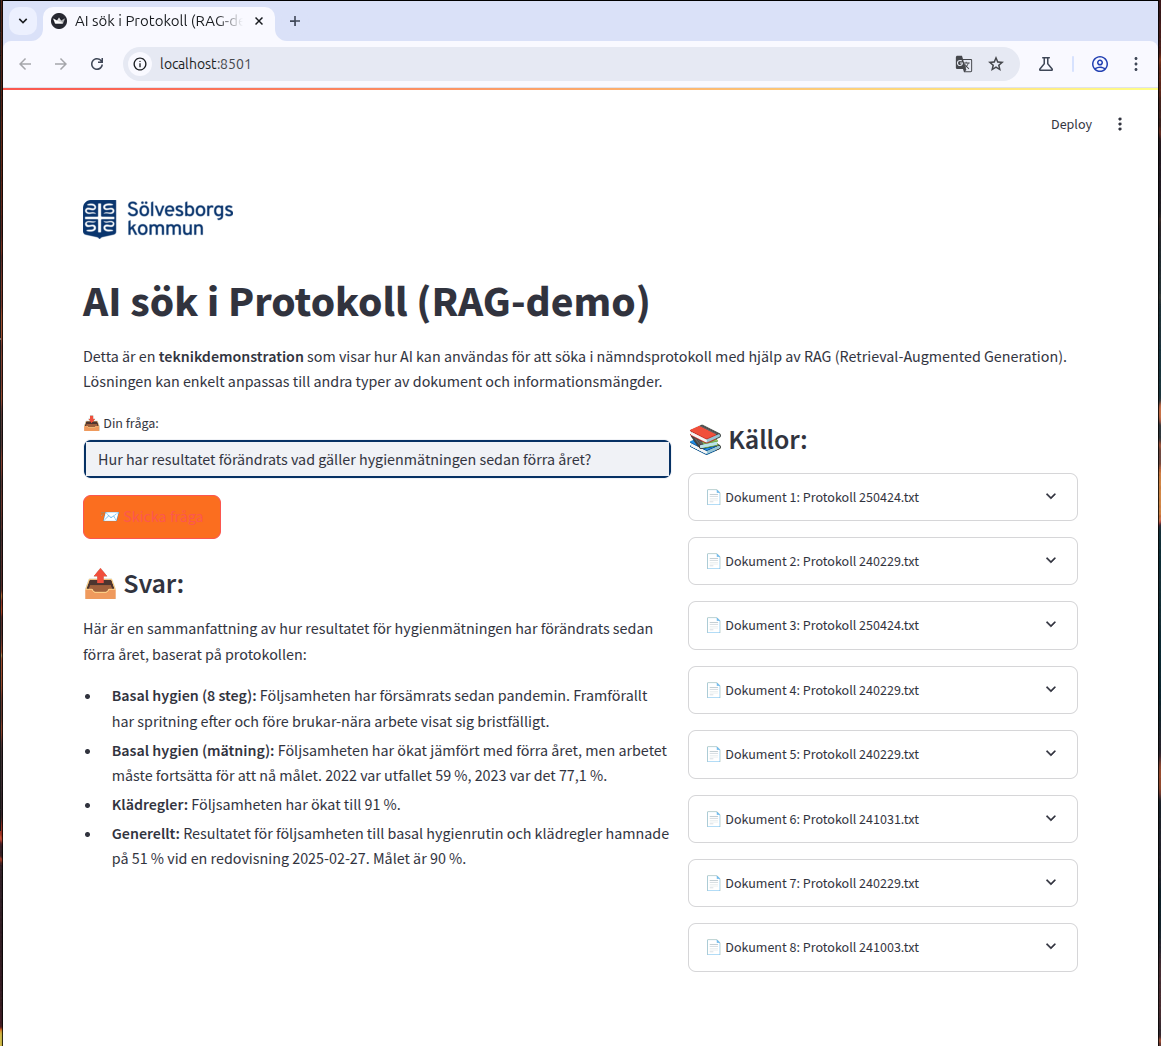 AI sök i Protokoll (RAG-de
localhost:8501
Deploy
Sölvesborgs
kommun
AI sök i Protokoll (RAG-demo)
Detta är en teknikdemonstration som visar hur AI kan användas för att söka i nämndsprotokoll med hjälp av RAG (Retrieval-Augmented Generation).
Lösningen kan enkelt anpassas till andra typer av dokument och informationsmängder.
📥 Din fråga:
Hur har resultatet förändrats vad gäller hygienmätningen sedan förra året?
📨 Skicka fråga
📤 Svar:
Här är en sammanfattning av hur resultatet för hygienmätningen har förändrats sedan
förra året, baserat på protokollen:
• Basal hygien (8 steg): Följsamheten har försämrats sedan pandemin. Framförallt
har spritning efter och före brukar-nära arbete visat sig bristfälligt.
• Basal hygien (mätning): Följsamheten har ökat jämfört med förra året, men arbetet
måste fortsätta för att nå målet. 2022 var utfallet 59 %, 2023 var det 77,1 %.
• Klädregler: Följsamheten har ökat till 91 %.
• Generellt: Resultatet för följsamheten till basal hygienrutin och klädregler hamnade
på 51 % vid en redovisning 2025-02-27. Målet är 90 %.
📚 Källor:
📄 Dokument 1: Protokoll 250424.txt
📄 Dokument 2: Protokoll 240229.txt
📄 Dokument 3: Protokoll 250424.txt
📄 Dokument 4: Protokoll 240229.txt
📄 Dokument 5: Protokoll 240229.txt
📄 Dokument 6: Protokoll 241031.txt
📄 Dokument 7: Protokoll 240229.txt
📄 Dokument 8: Protokoll 241003.txt